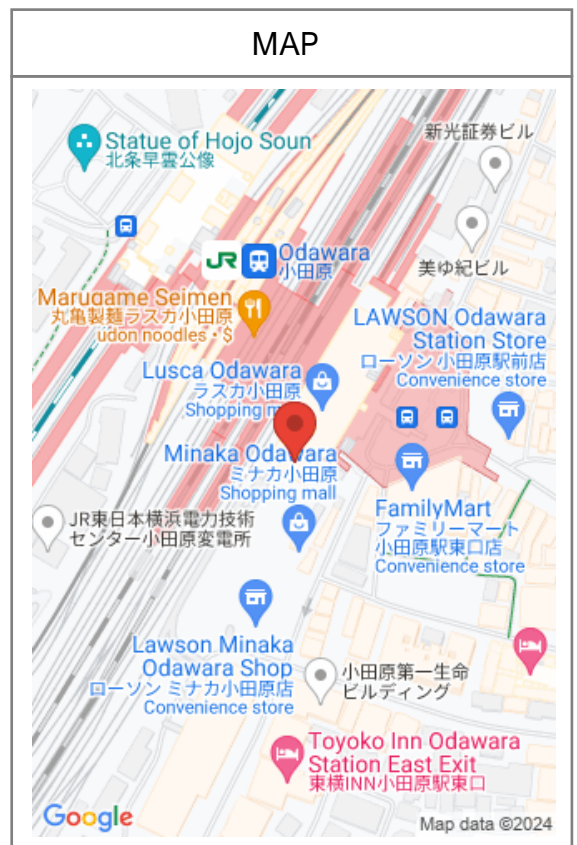 MAP
Statue of Hojo Soun
北条早雲公像
新光証券ビル
JR
Odawara
小田原
美ゆ紀ビル
Marugame Seimen
丸亀製麺ラスカ小田原
udon noodles・$
LAWSON Odawara
Station Store
ローソン 小田原駅前店
Convenience store
Lusca Odawara
ラスカ小田原
Shopping
Minaka Odawara
ミナカ小田原
Shopping mall
FamilyMart
ファミリーマート
小田原駅東口店
Convenience store
JR東日本横浜電力技術
センター小田原変電所
Lawson Minaka
Odawara Shop
ローソン ミナカ小田原店
Convenience store
小田原第一生命
ビルディング
Toyoko Inn Odawara
Station East Exit
東横INN小田原駅東口
Google
Map data ©2024